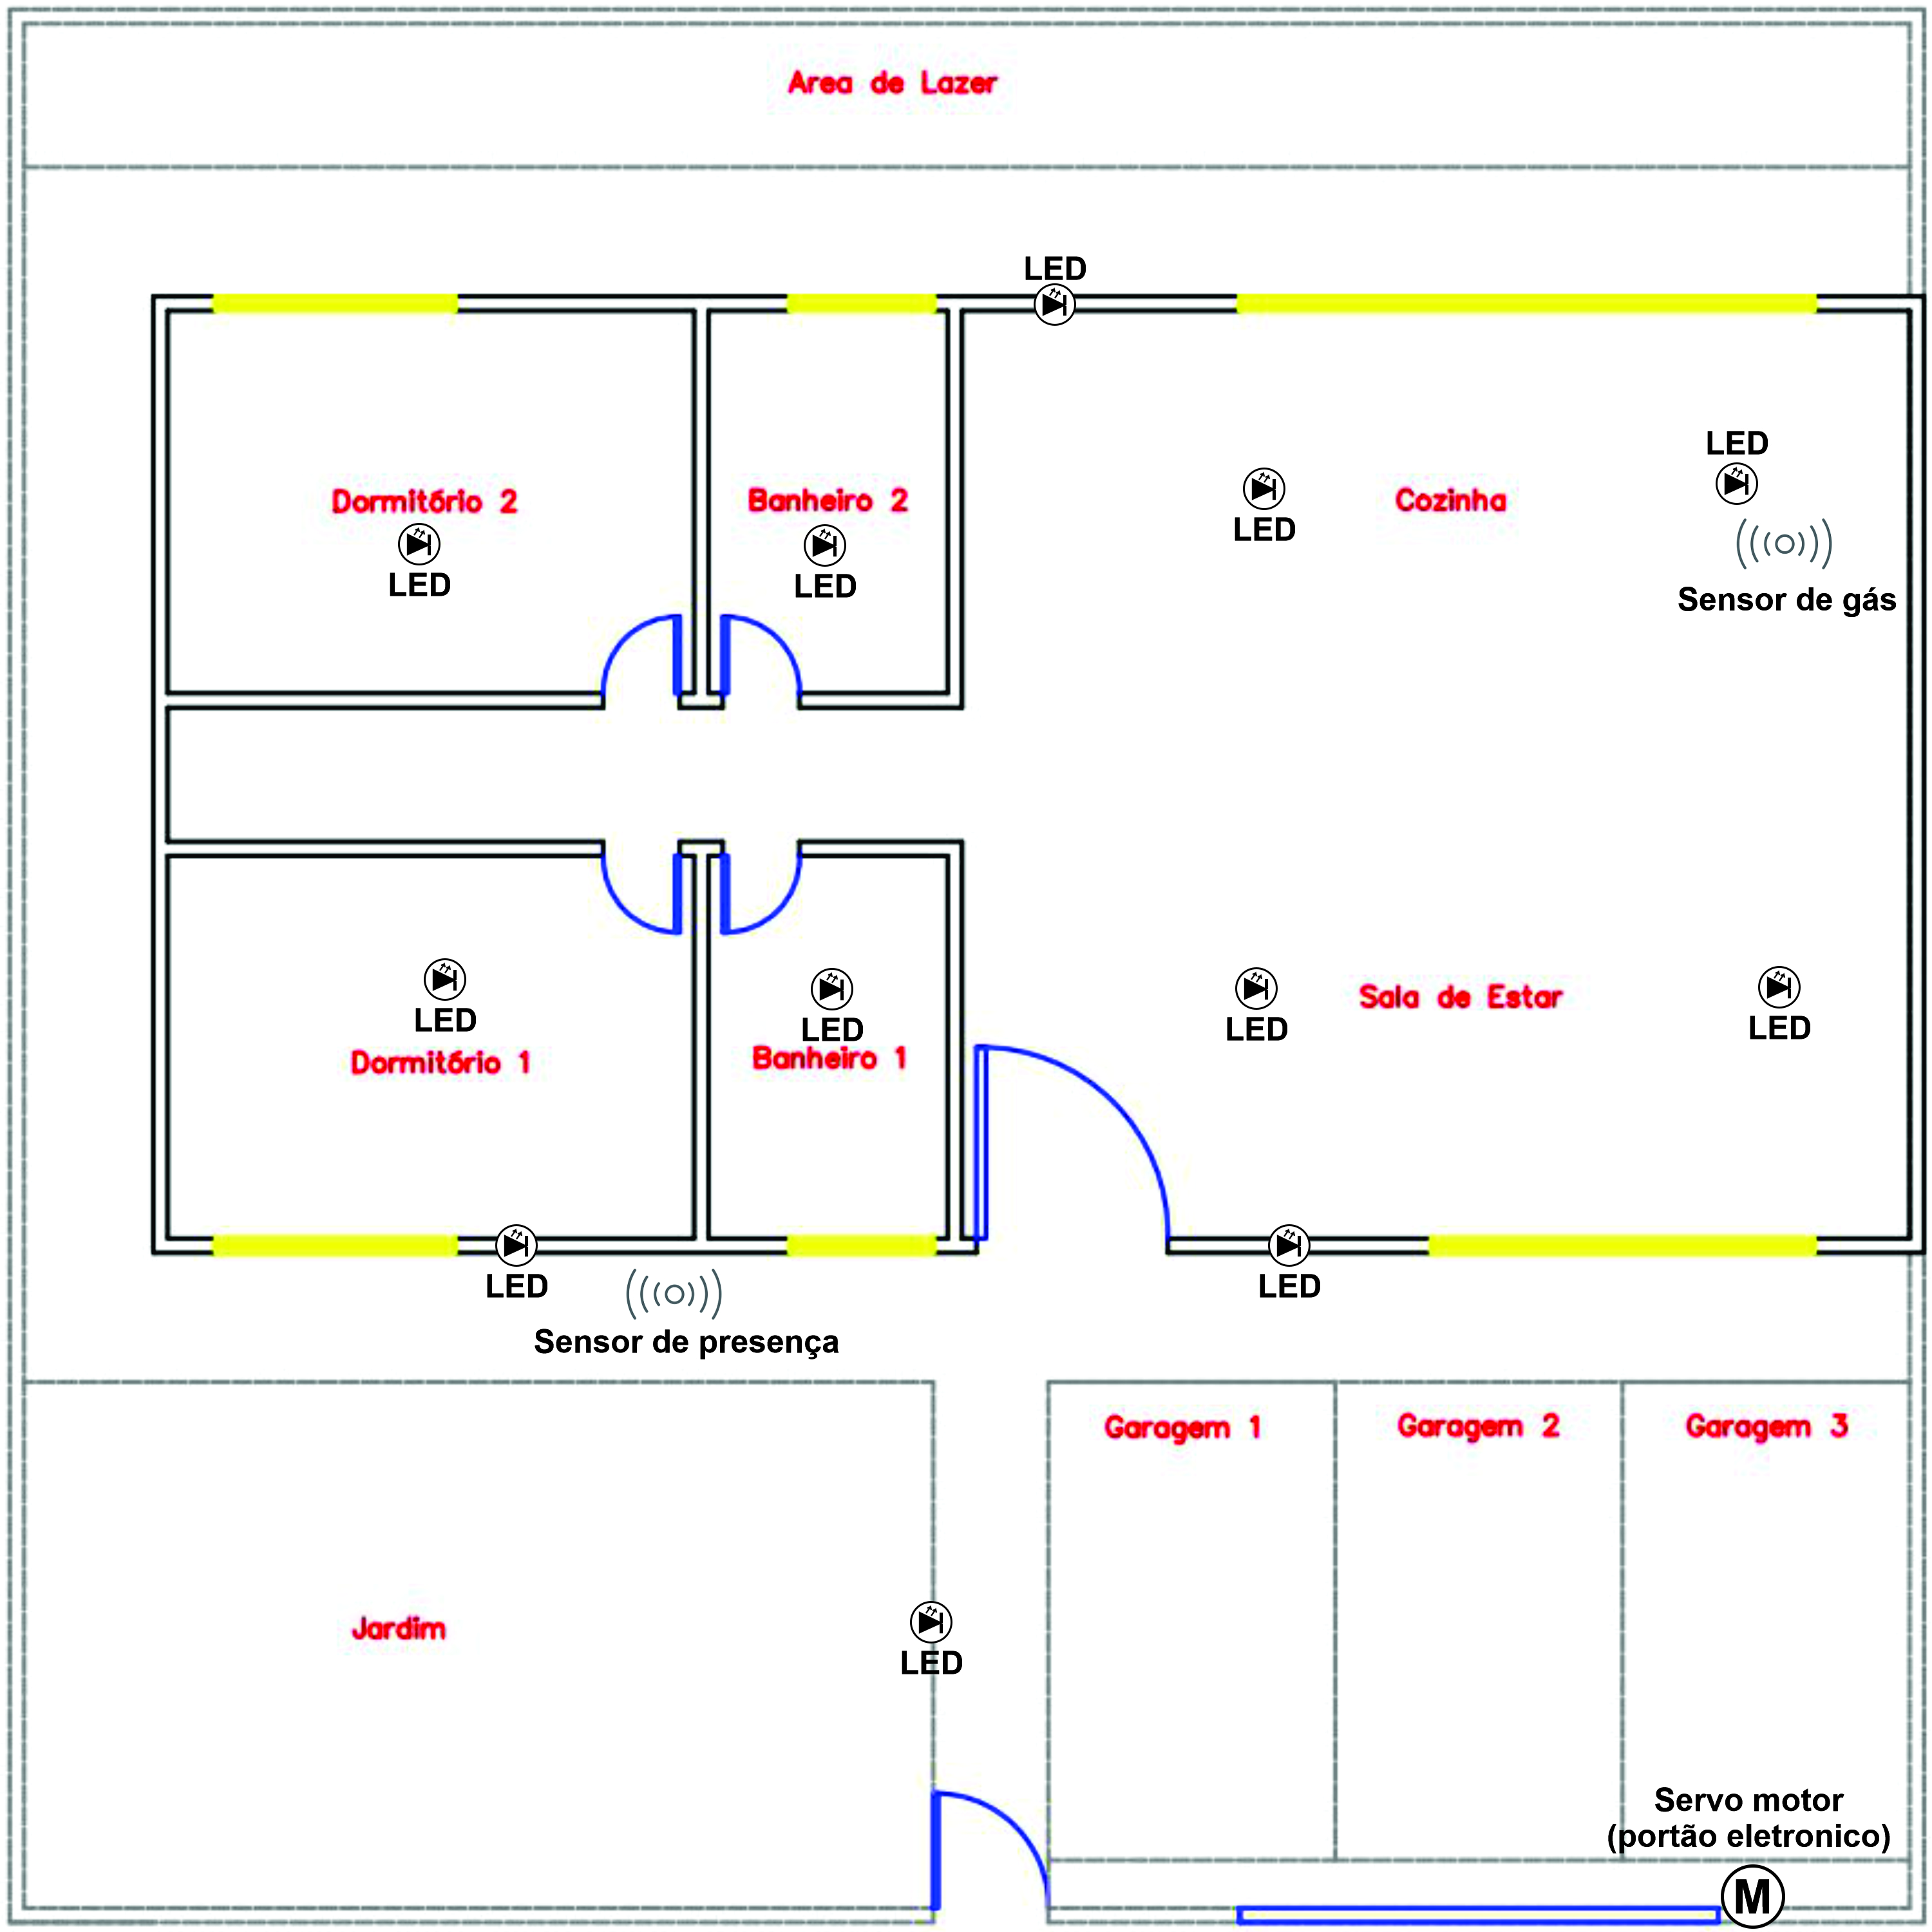 Area de Lazer
LED
LED
Dormitório 2
Banheiro 2
Cozinha
LED
LED
LED
Sensor de gás
LED
LED
LED
LED
Sala de Estar
Dormitório 1
Banheiro 1
LED
LED
Sensor de presença
Garagem 1
Garagem 2
Garagem 3
Jardim
LED
Servo motor
(portão eletronico)
M